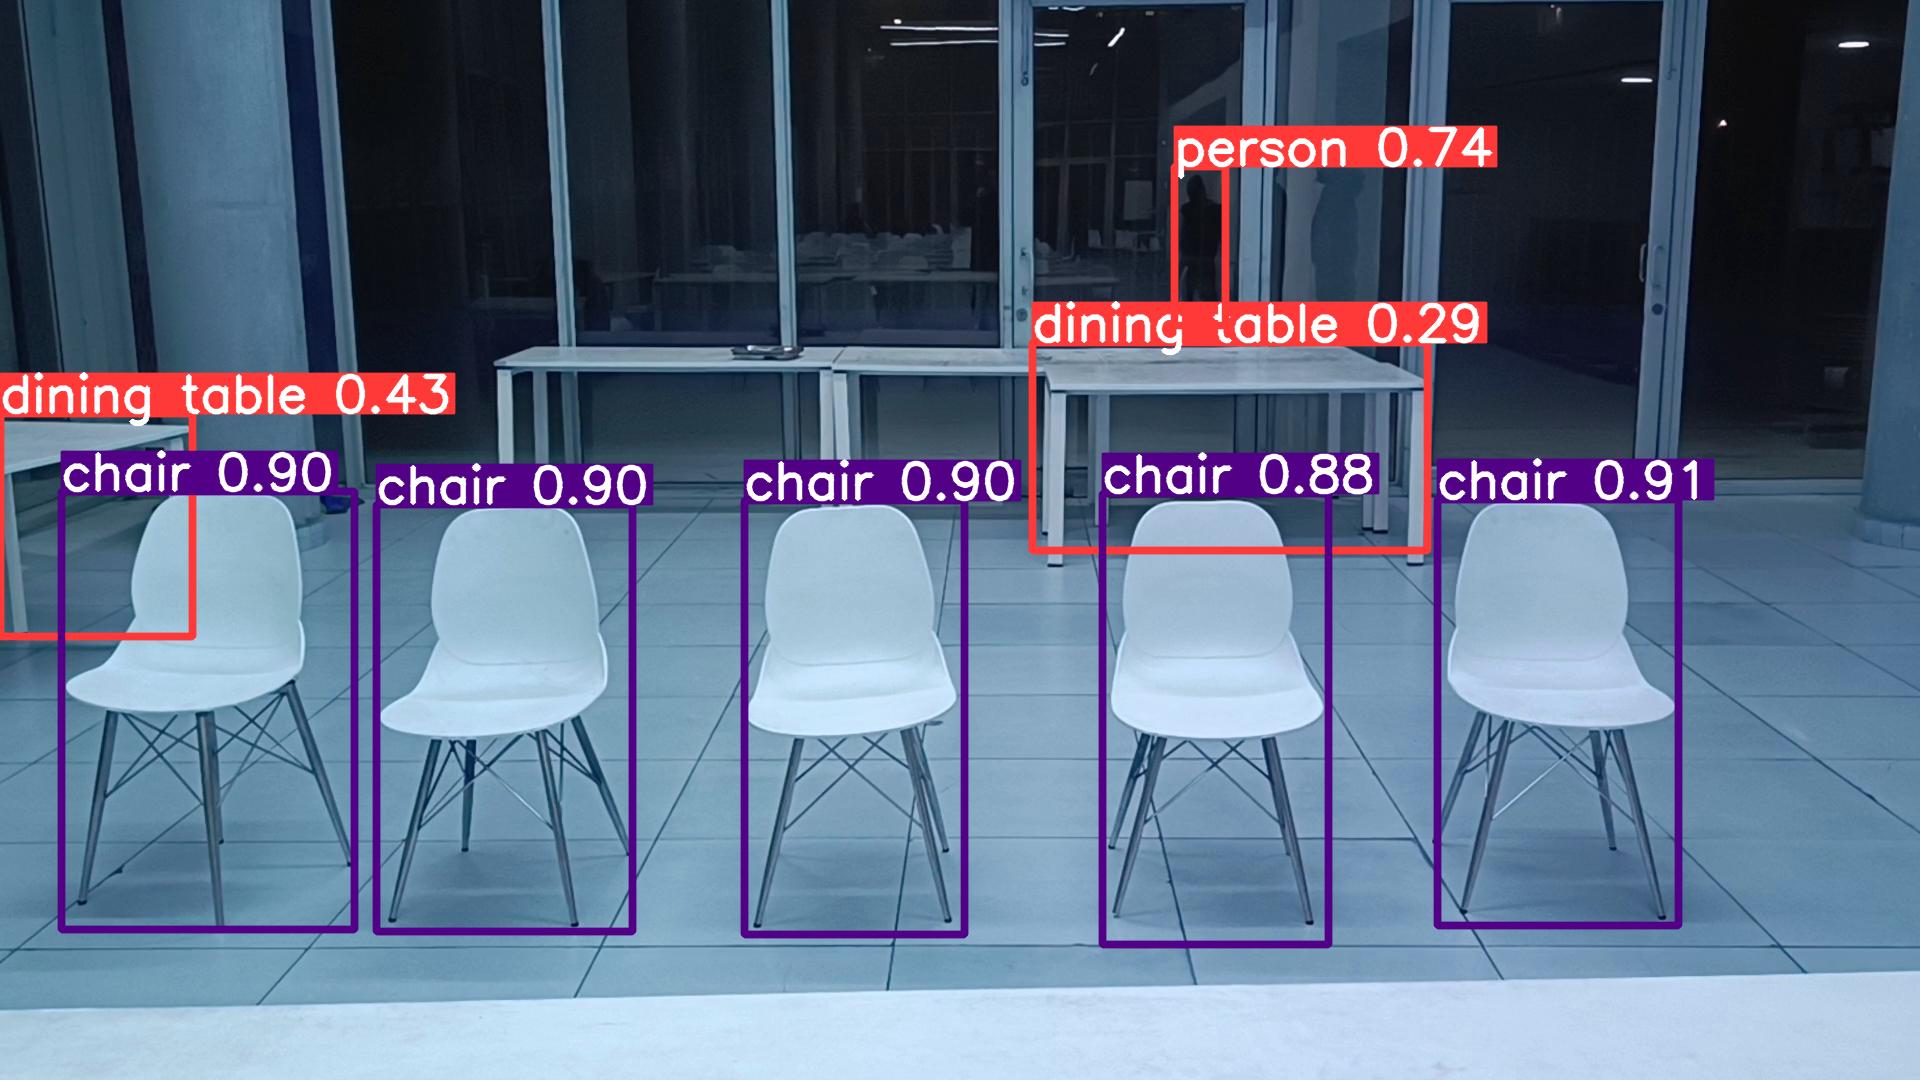 person 0.74
dining table 0.29
dining table 0.43
chair 0.90
chair 0.90
chair 0.90
chair 0.88
chair 0.91